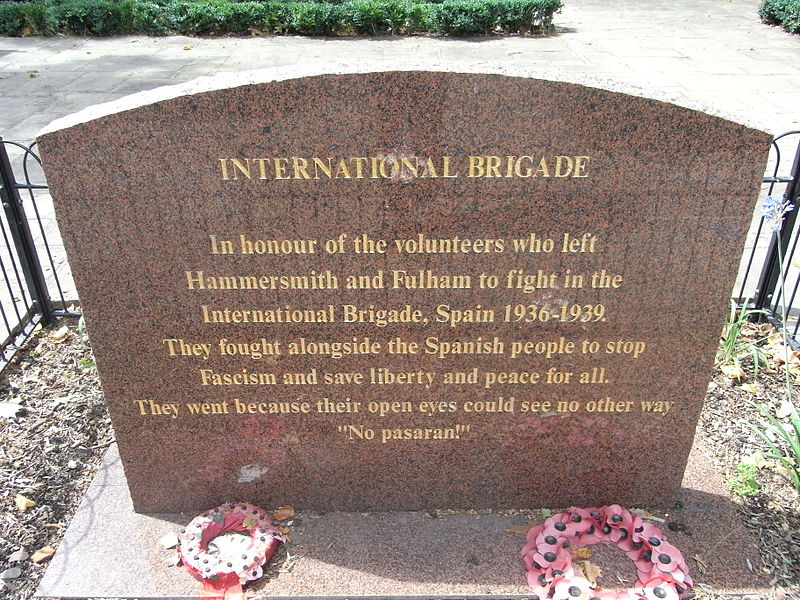 INTERNATIONAL BRIGADE
In honour of the volunteers who left
Hammersmith and Fulham to fight in the
International Brigade, Spain 1936-1939.
They fought alongside the Spanish people to stop
Fascism and save liberty and peace for all.
They went because their open eyes could see no other way
"No pasaran!"